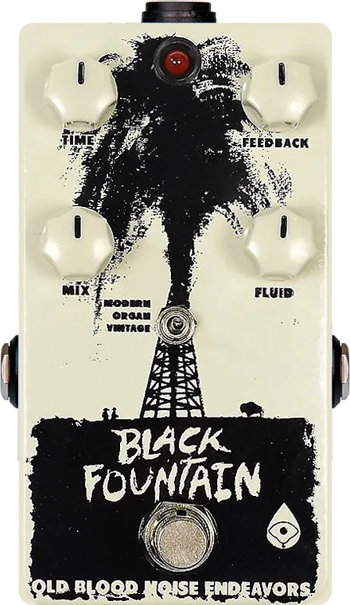 TIME
FEEDBACK
MIX
FLUID
MODERN
ORGAN
VINTAGE
BLACK
FOUNTAIN
OLD BLOOD NOISE ENDEAVORS